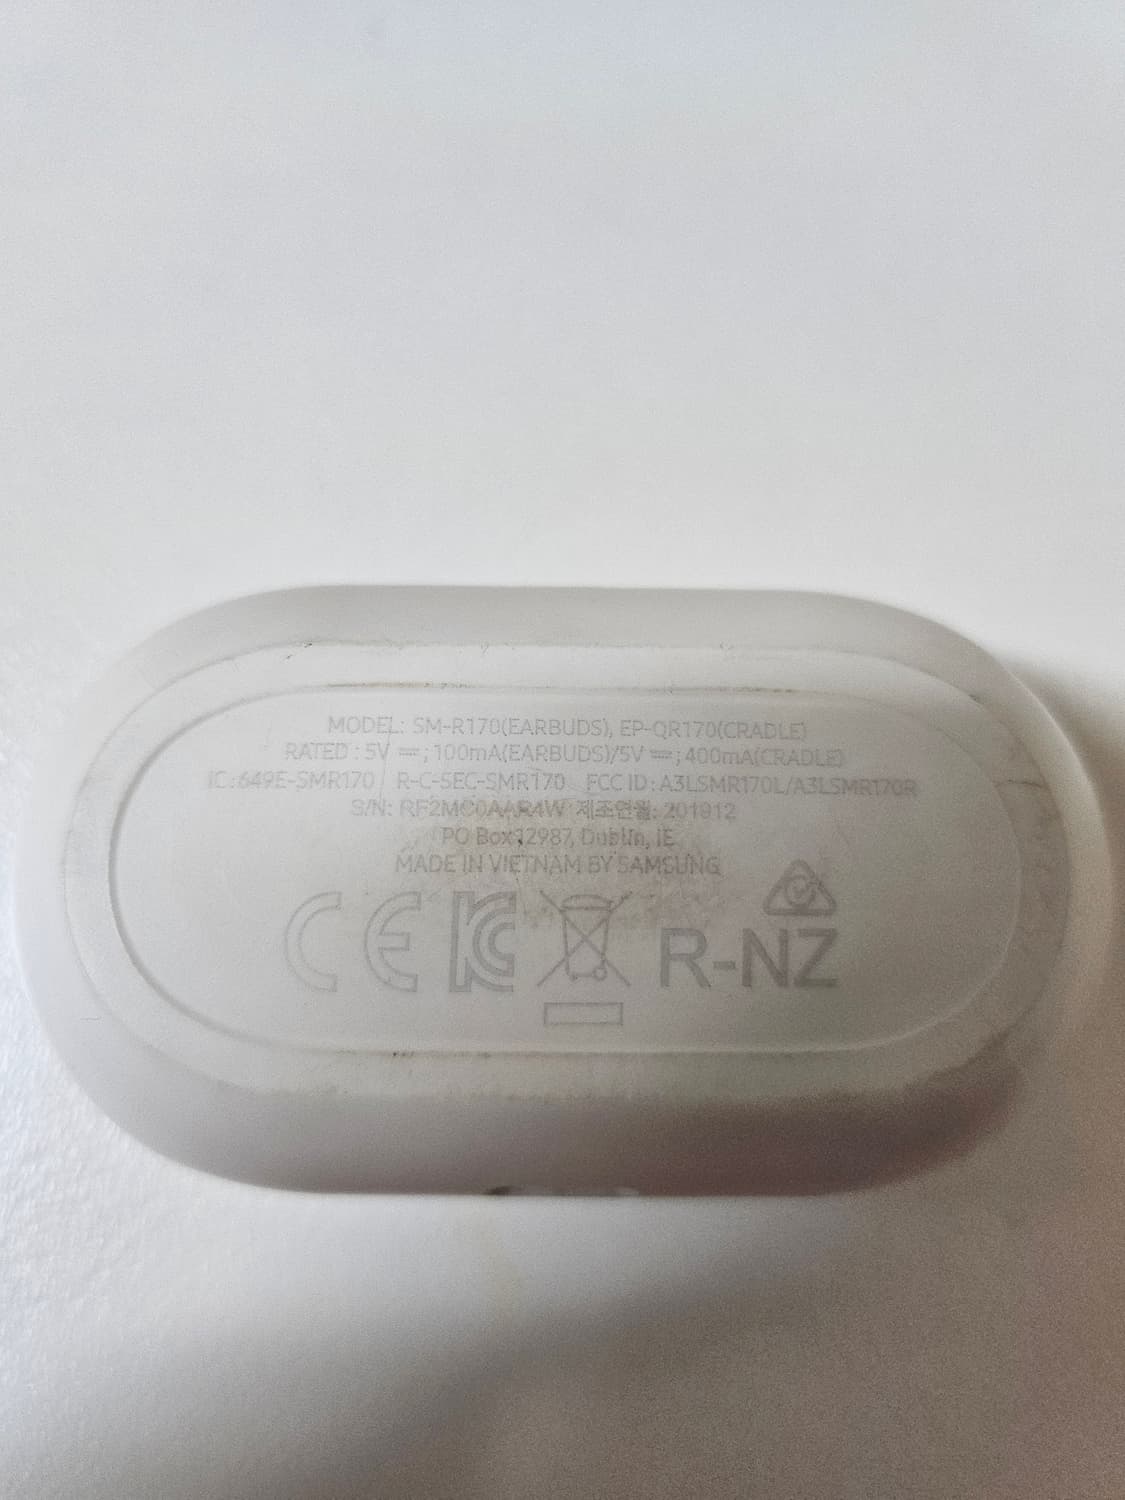 MODEL: SM-R170(EARBUDS), EP-QR170(CRADLE)
RATED : 5V ⎓; 100mA(EARBUDS)/5V ⎓; 400mA(CRADLE)
IC: 649E-SMR170 R-C-SEC-SMR170 FCC ID: A3LSMR170L/A3LSMR170R
S/N: RF2MC0AAR4W 제조연월: 201912
PO Box 12987, Dublin, IE
MADE IN VIETNAM BY SAMSUNG
CE KC R-NZ